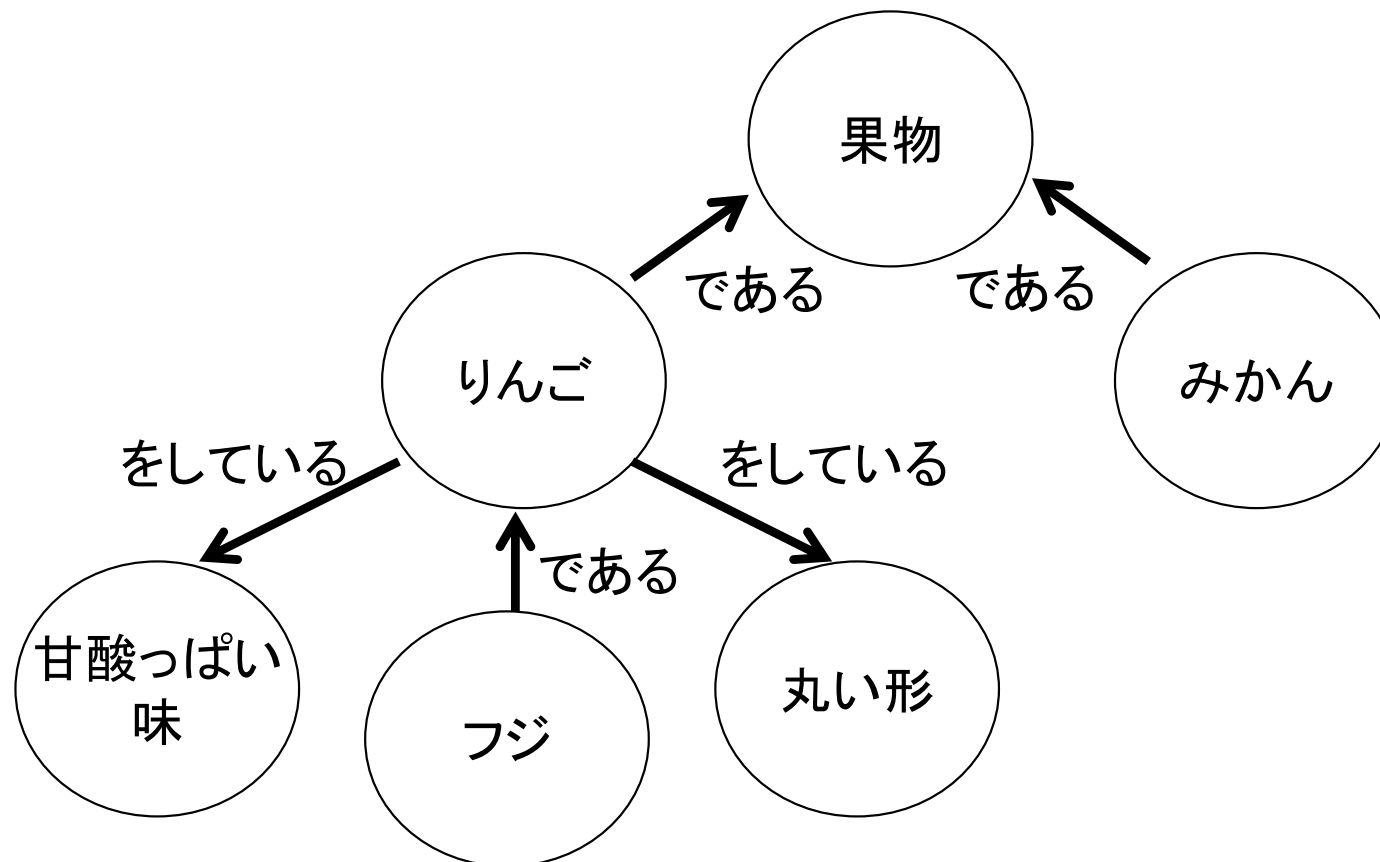 果物
である
である
りんご
みかん
をしている
をしている
である
甘酸っぱい
味
フジ
丸い形